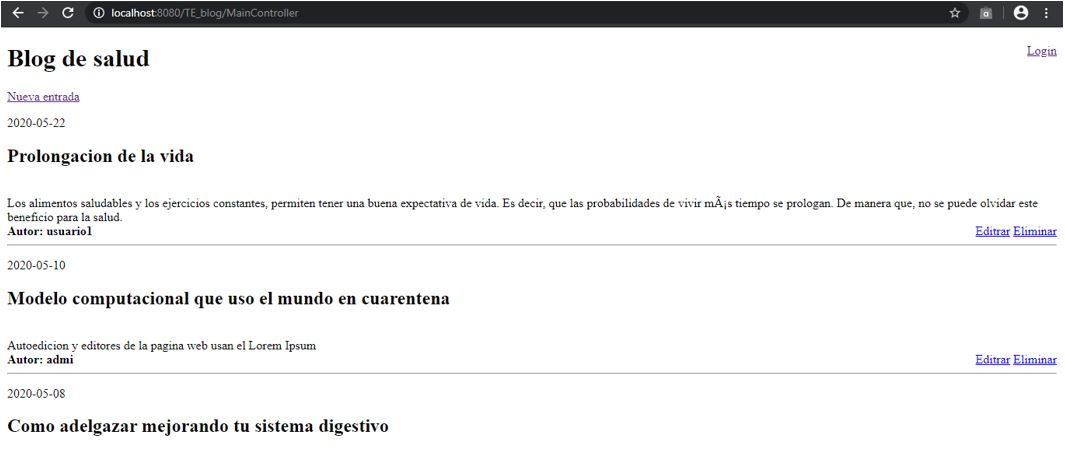 localhost:8080/TE_blog/MainController
Blog de salud
Login
Nueva entrada
2020-05-22
Prolongacion de la vida
Los alimentos saludables y los ejercicios constantes, permiten tener una buena expectativa de vida. Es decir, que las probabilidades de vivir mÃ¡s tiempo se prologan. De manera que, no se puede olvidar este
beneficio para la salud.
Autor: usuario1 Editrar Eliminar
2020-05-10
Modelo computacional que uso el mundo en cuarentena
Autoedicion y editores de la pagina web usan el Lorem Ipsum
Autor: admi Editrar Eliminar
2020-05-08
Como adelgazar mejorando tu sistema digestivo